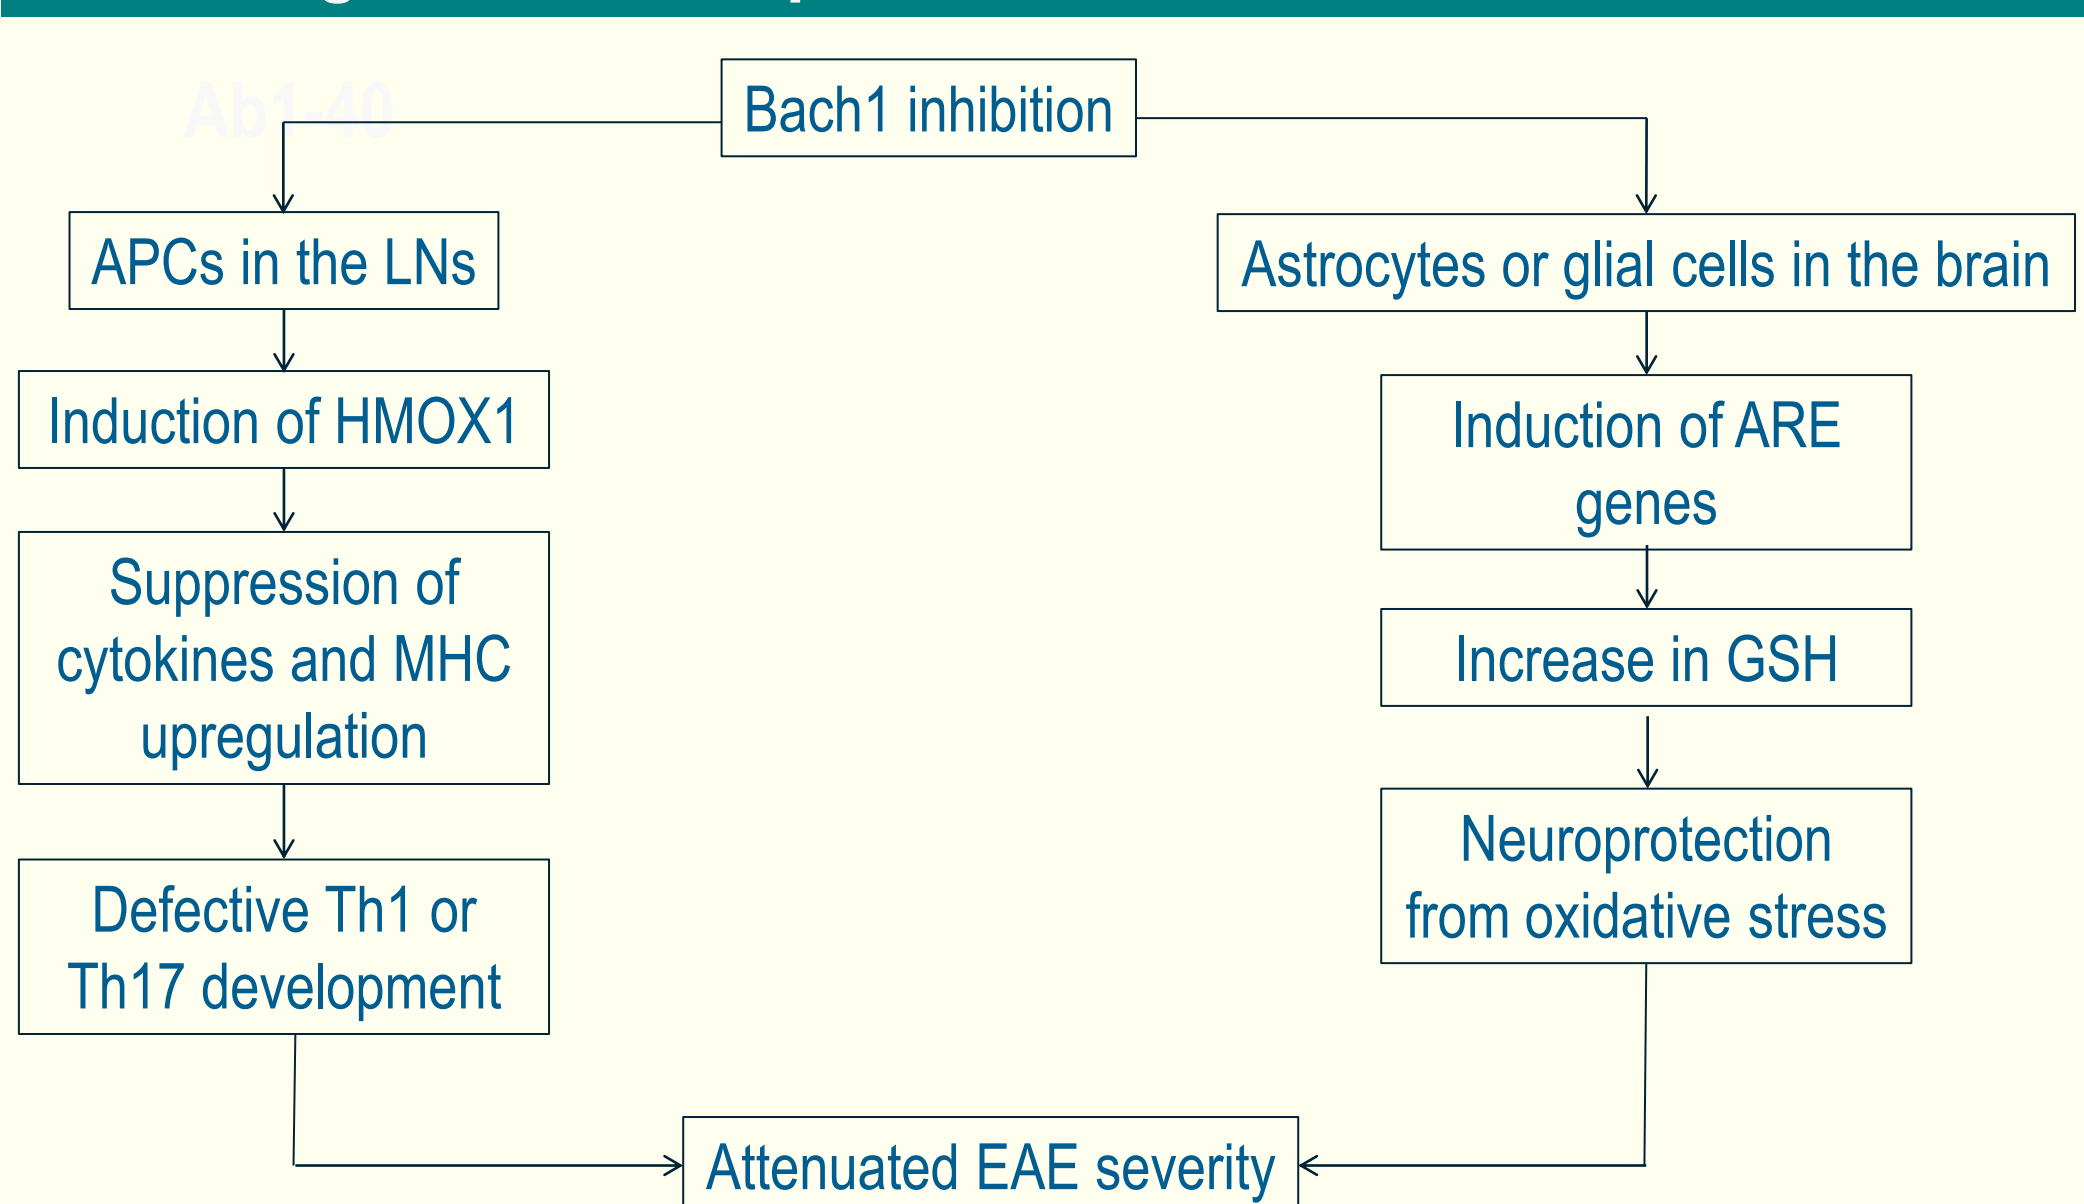 Ab1-40
Bach1 inhibition
APCs in the LNs
Astrocytes or glial cells in the brain
Induction of HMOX1
Induction of ARE
genes
Suppression of
cytokines and MHC
upregulation
Increase in GSH
Neuroprotection
from oxidative stress
Defective Th1 or
Th17 development
Attenuated EAE severity